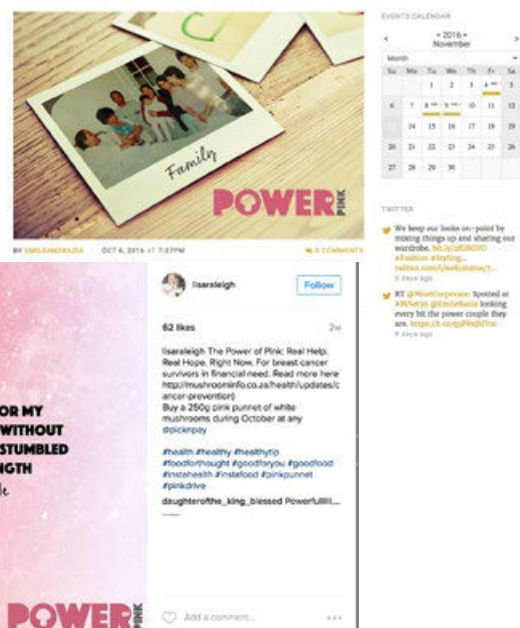 EVENTS CALENDAR
< 2016 >
November
Month
Su Mo Tu We Th Fr Sa
1 2 3 4 5
6 7 8 9 10 11 12
13 14 15 16 17 18 19
20 21 22 23 24 25 26
27 28 29 30
Family
POWER
PINK
BY OCT 6, 2016 AT 7:07PM
0 COMMENTS
TWITTER
We keep our looks on-point by
mixing things up and sharing our
wardrobe.
#Fashion #Styling...
5 days ago
RT Spotted at
looking
every bit the power couple they
are.
9 days ago
lisaraleigh
Follow
62 likes
2w
lisaraleigh The Power of Pink: Real Help.
Real Hope. Right Now. For breast cancer
survivors in financial need. Read more here
http://mushroominfo.co.za/health/updates/c
ancer-prevention)
Buy a 250g pink punnet of white
mushrooms during October at any
@picknpay
#health #healthy #healthytip
#foodforthought #goodforyou #goodfood
#instahealth #instafood #pinkpunnet
#pinkdrive
daughterofthe_king_blessed
Add a comment...
OR MY
WITHOUT
STUMBLED
NGTH
POWER
PINK